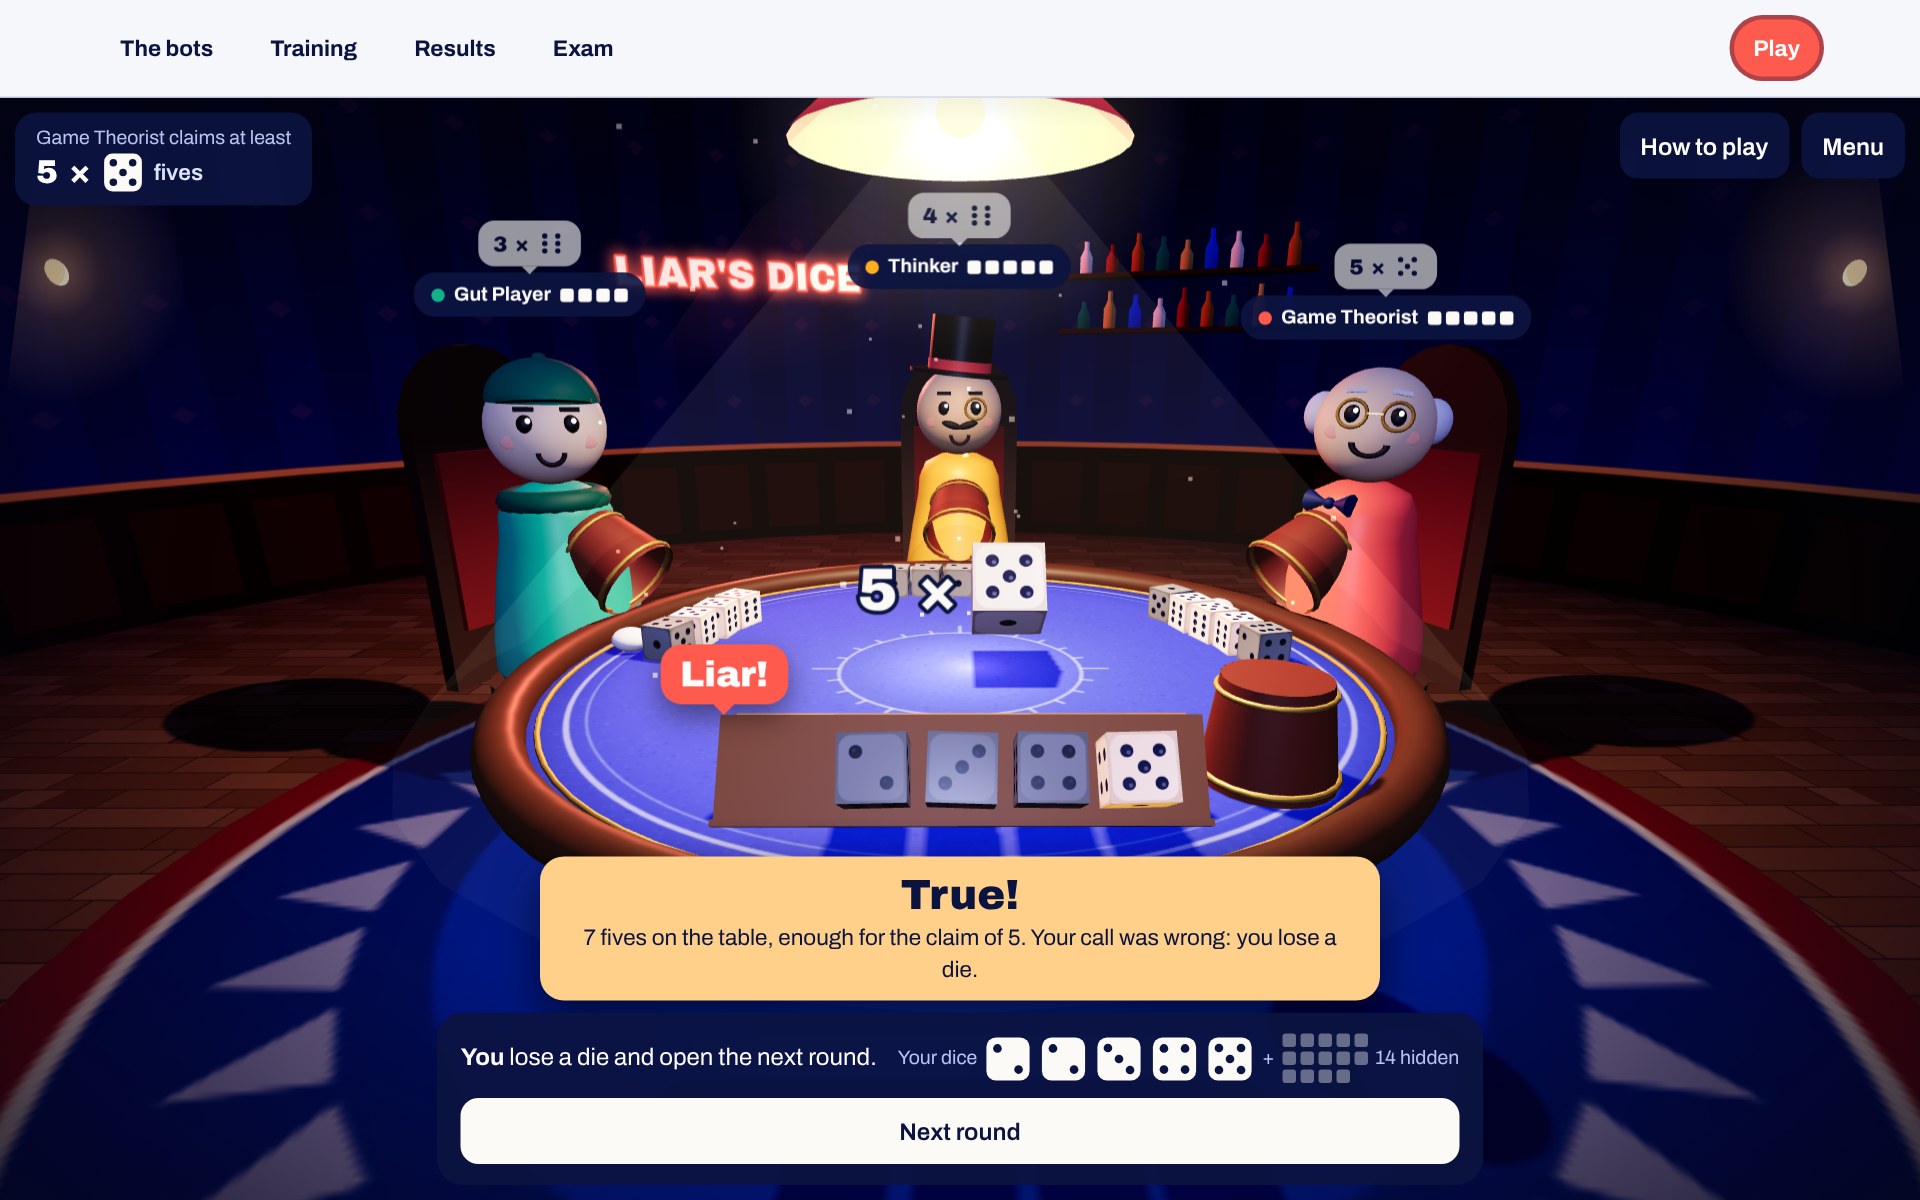 The bots
Training
Results
Exam
Play
Game Theorist claims at least
5 × fives
How to play
Menu
4 ×
3 ×
Thinker
5 ×
LIAR'S DICE
Gut Player
Game Theorist
5 ×
Liar!
True!
7 fives on the table, enough for the claim of 5. Your call was wrong: you lose a
die.
You lose a die and open the next round.
Your dice
+
14 hidden
Next round